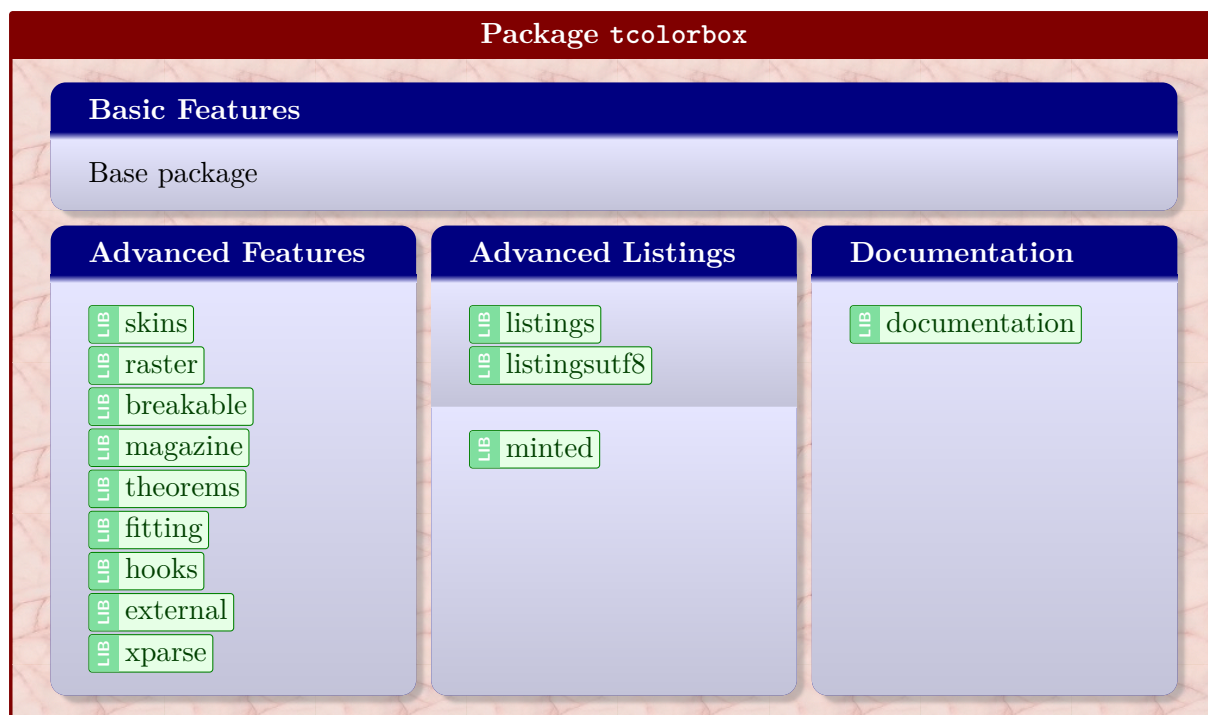 Package tcolorbox
Basic Features
Base package
Advanced Features
LIB skins
LIB raster
LIB breakable
LIB magazine
LIB theorems
LIB fitting
LIB hooks
LIB external
LIB xparse
Advanced Listings
LIB listings
LIB listingsutf8
LIB minted
Documentation
LIB documentation